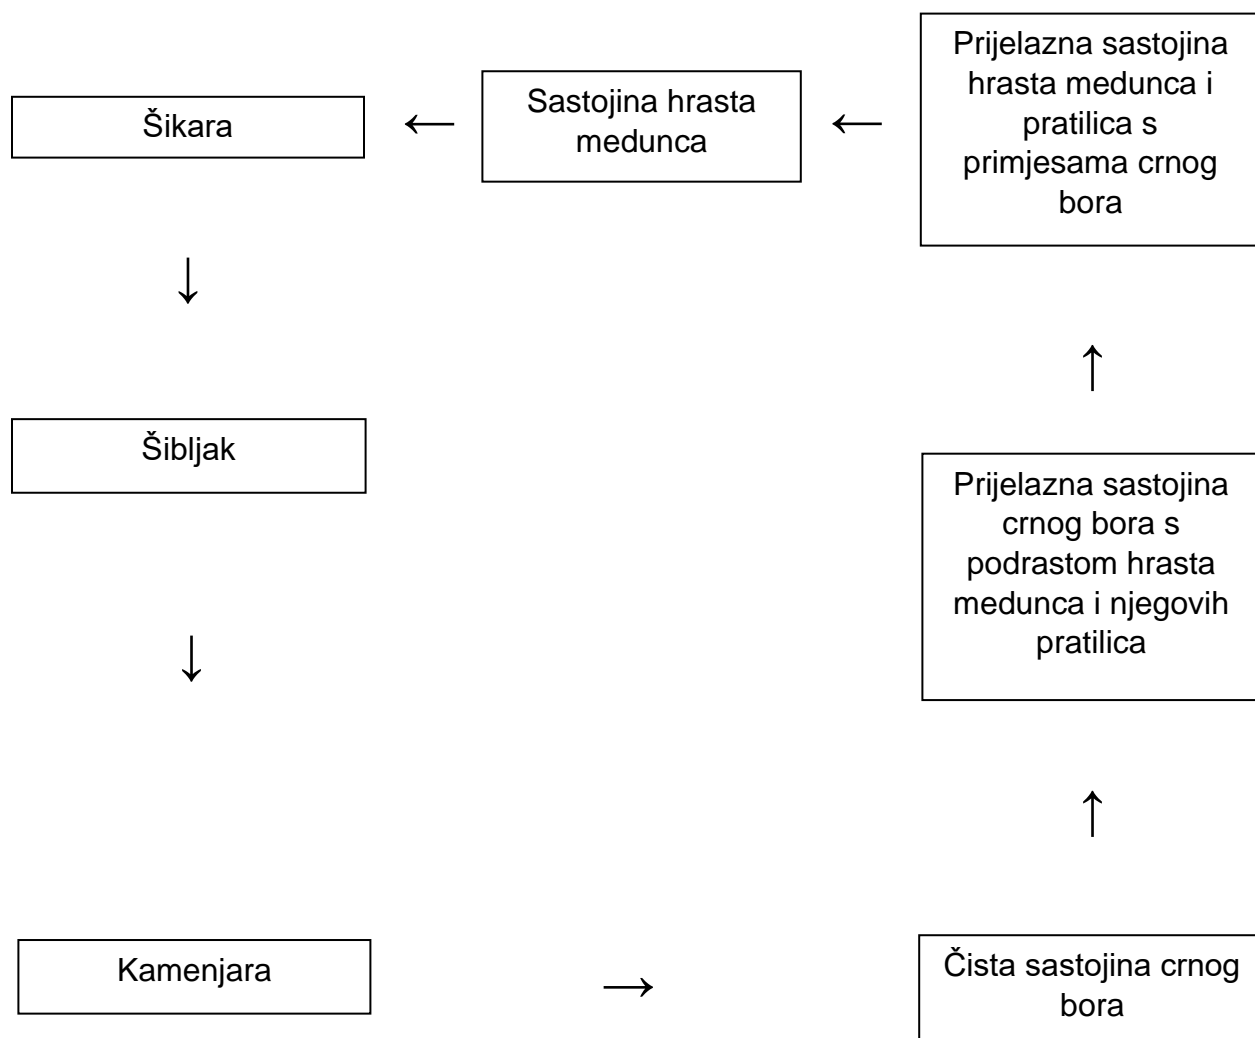 Šikara
Sastojina hrasta
medunca
Prijelazna sastojina
hrasta medunca i
pratilica s
primjesama crnog
bora
Šibljak
Prijelazna sastojina
crnog bora s
podrastom hrasta
medunca i njegovih
pratilica
Kamenjara
Čista sastojina crnog
bora